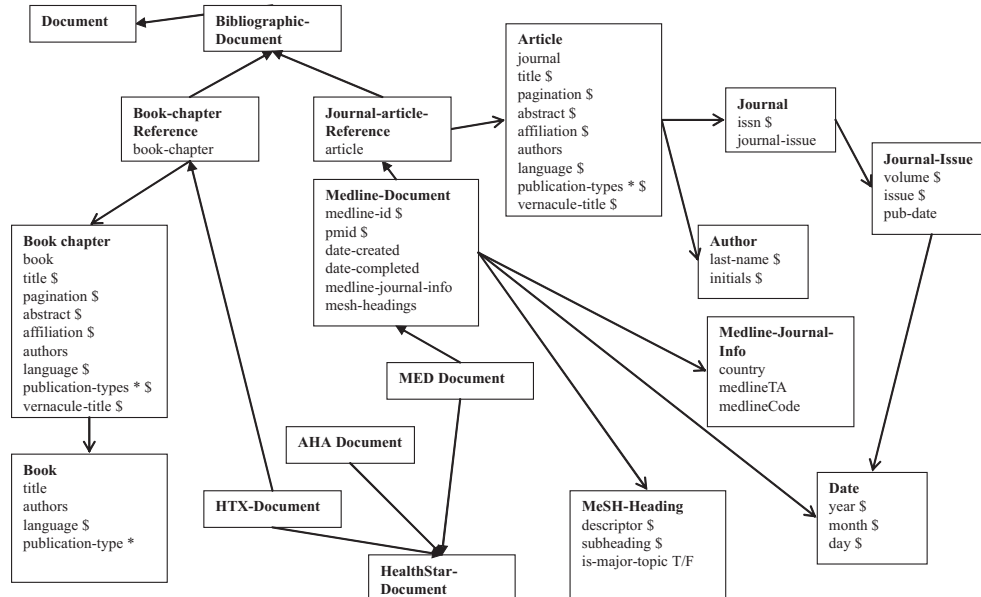 Document
Bibliographic-
Document
Book-chapter
Reference
book-chapter
Journal-article-
Reference
article
Article
journal
title $
pagination $
abstract $
affiliation $
authors
language $
publication-types * $
vernacule-title $
Journal
issn $
journal-issue
Journal-Issue
volume $
issue $
pub-date
Author
last-name $
initials $
Medline-Document
medline-id $
pmid $
date-created
date-completed
medline-journal-info
mesh-headings
Book chapter
book
title $
pagination $
abstract $
affiliation $
authors
language $
publication-types * $
vernacule-title $
Medline-Journal-
Info
country
medlineTA
medlineCode
MED Document
AHA Document
Book
title
authors
language $
publication-type *
HTX-Document
MeSH-Heading
descriptor $
subheading $
is-major-topic T/F
Date
year $
month $
day $
HealthStar-
Document